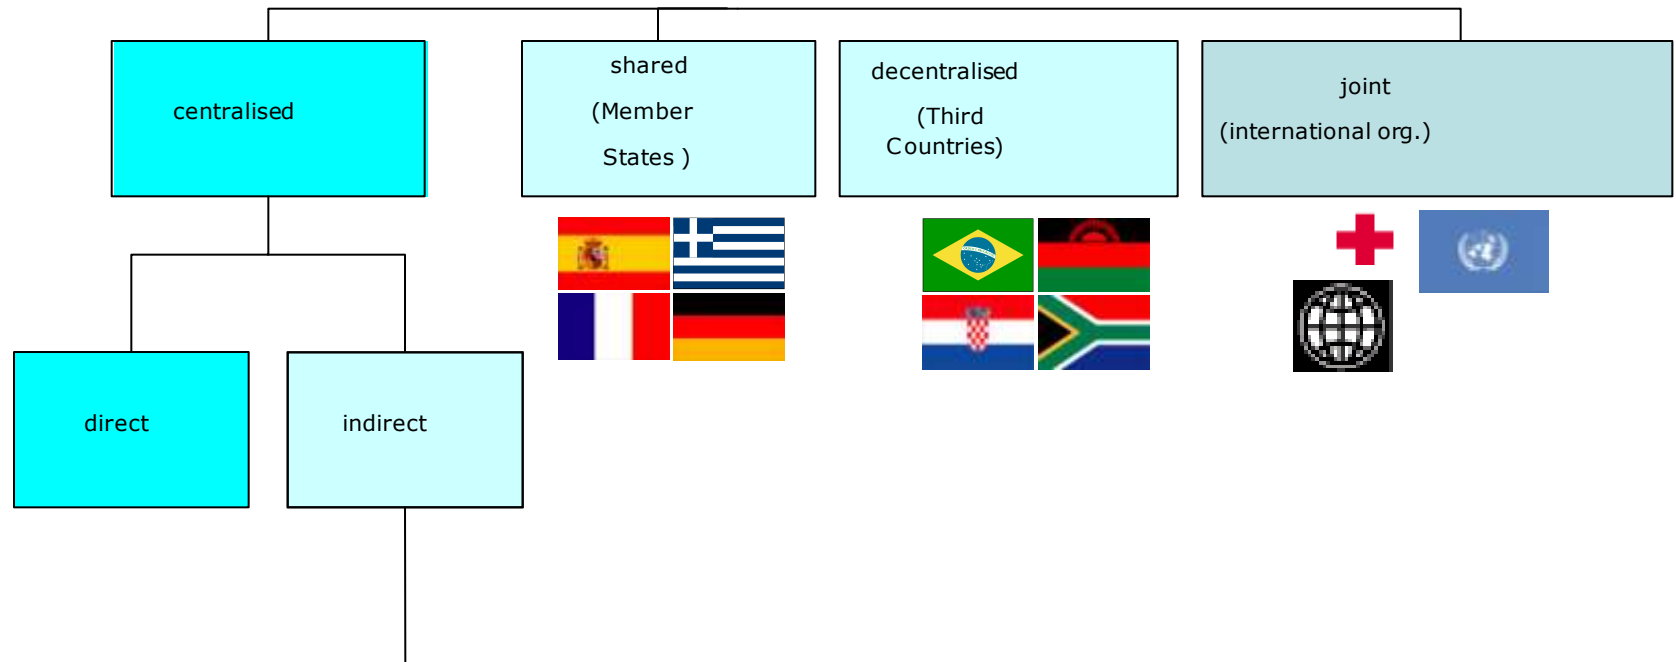 centralised
shared
(Member
States )
decentralised
(Third
Countries)
joint
(international org.)
direct
indirect